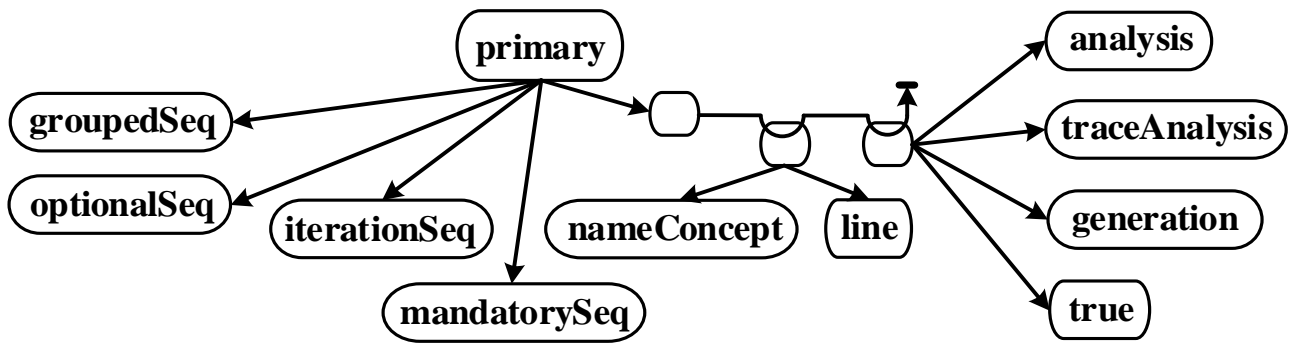 primary
analysis
groupedSeq
traceAnalysis
optionalSeq
iterationSeq
nameConcept
line
generation
mandatorySeq
true